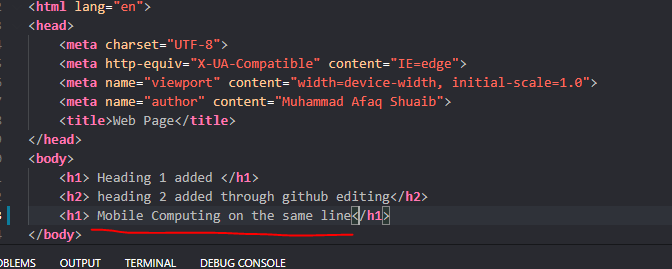 <html lang="en">
<head>
<meta charset="UTF-8">
<meta http-equiv="X-UA-Compatible" content="IE=edge">
<meta name="viewport" content="width=device-width, initial-scale=1.0">
<meta name="author" content="Muhammad Afaq Shuaib">
<title>Web Page</title>
</head>
<body>
<h1> Heading 1 added </h1>
<h2> heading 2 added through github editing</h2>
<h1> Mobile Computing on the same line</h1>
</body>
OBLEMS OUTPUT TERMINAL DEBUG CONSOLE